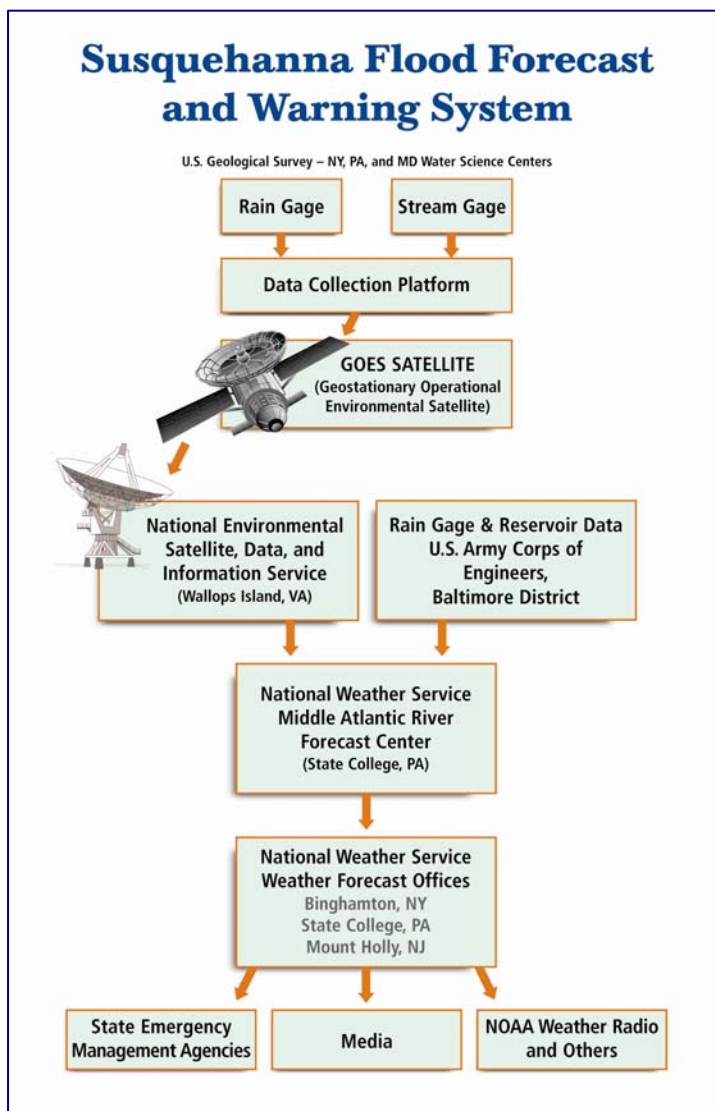 Susquehanna Flood Forecast
and Warning System
U.S. Geological Survey – NY, PA, and MD Water Science Centers
Rain Gage
Stream Gage
Data Collection Platform
GOES SATELLITE
(Geostationary Operational
Environmental Satellite)
National Environmental
Satellite, Data, and
Information Service
(Wallops Island, VA)
Rain Gage & Reservoir Data
U.S. Army Corps of
Engineers,
Baltimore District
National Weather Service
Middle Atlantic River
Forecast Center
(State College, PA)
National Weather Service
Weather Forecast Offices
Binghamton, NY
State College, PA
Mount Holly, NJ
State Emergency
Management Agencies
Media
NOAA Weather Radio
and Others